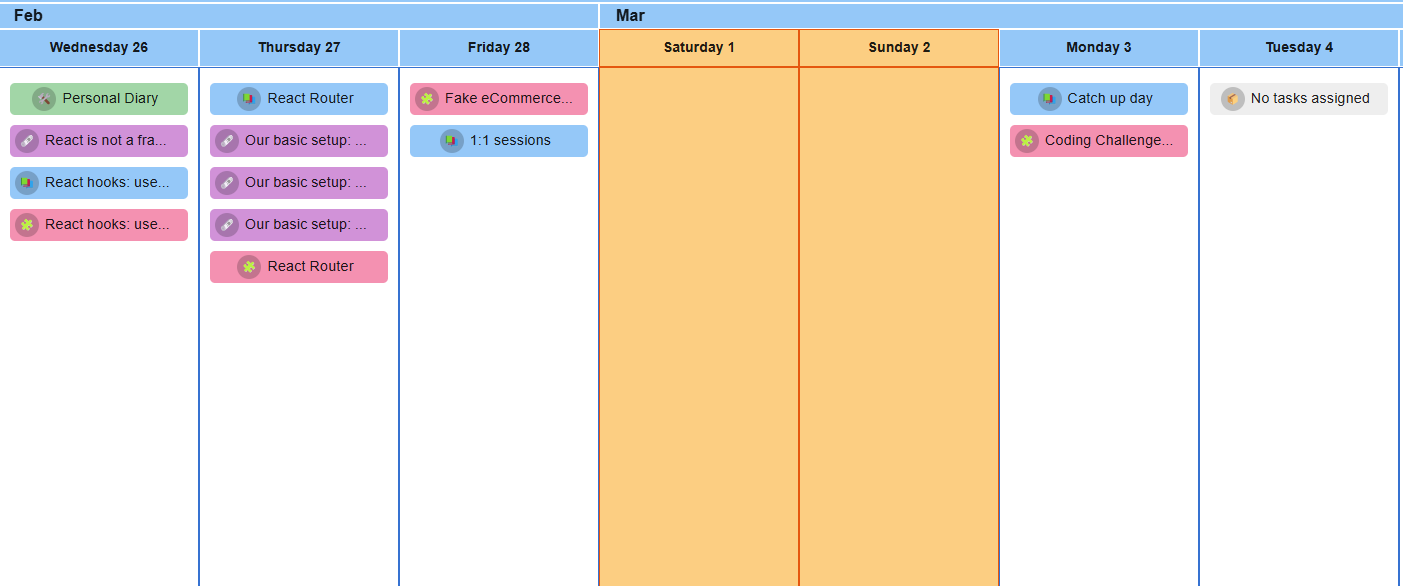 Feb
Mar
Wednesday 26
Thursday 27
Friday 28
Saturday 1
Sunday 2
Monday 3
Tuesday 4
Personal Diary
React is not a fra...
React hooks: use...
React hooks: use...
React Router
Our basic setup: ...
Our basic setup: ...
Our basic setup: ...
React Router
Fake eCommerce...
1:1 sessions
Catch up day
Coding Challenge...
No tasks assigned